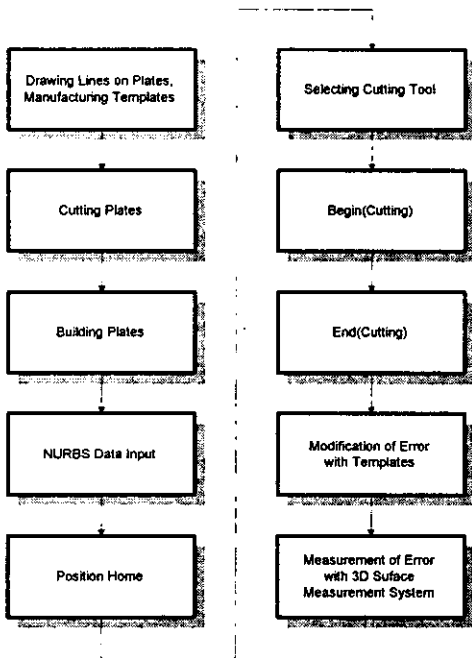 Drawing Lines on Plates,
Manufacturing Templates
Cutting Plates
Building Plates
NURBS Data Input
Position Home
Selecting Cutting Tool
Begin(Cutting)
End(Cutting)
Modification of Error
with Templates
Measurement of Error
with 3D Suface
Measurement System